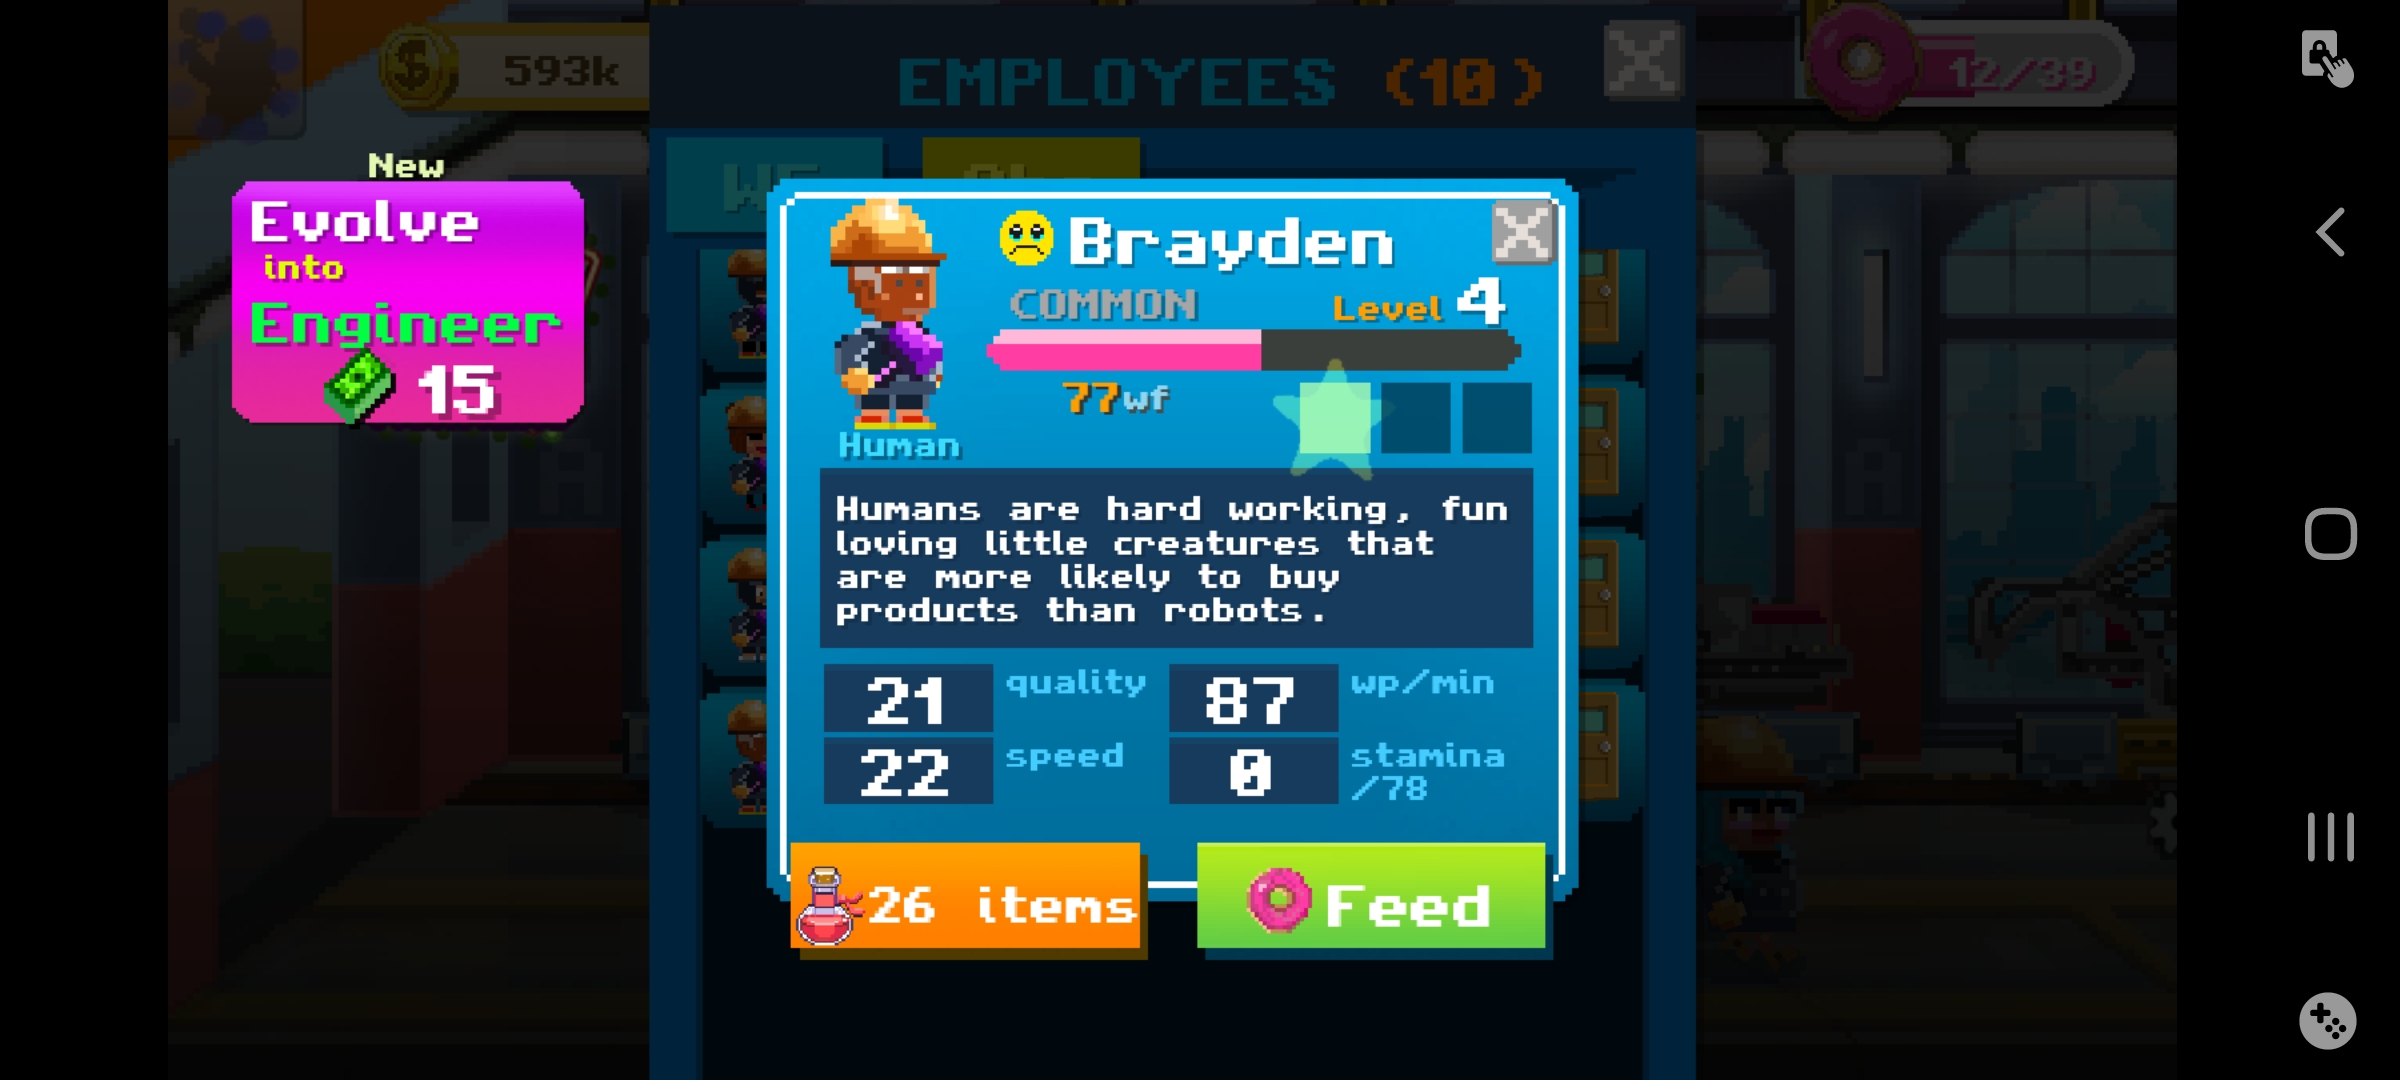 593k
EMPLOYEES (10)
12/39
New
Evolve
into
Engineer
15
Brayden
COMMON
Level 4
77wf
Human
Humans are hard working, fun
loving little creatures that
are more likely to buy
products than robots.
21 quality
87 wp/min
22 speed
0 stamina
/78
26 items
Feed